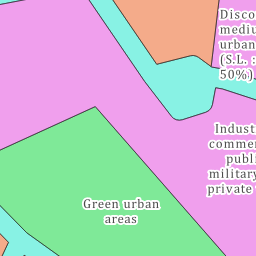 Disco
mediu
urban
(S.L. :
50%)
Indust
commer
publi
military
private
Green urban
areas